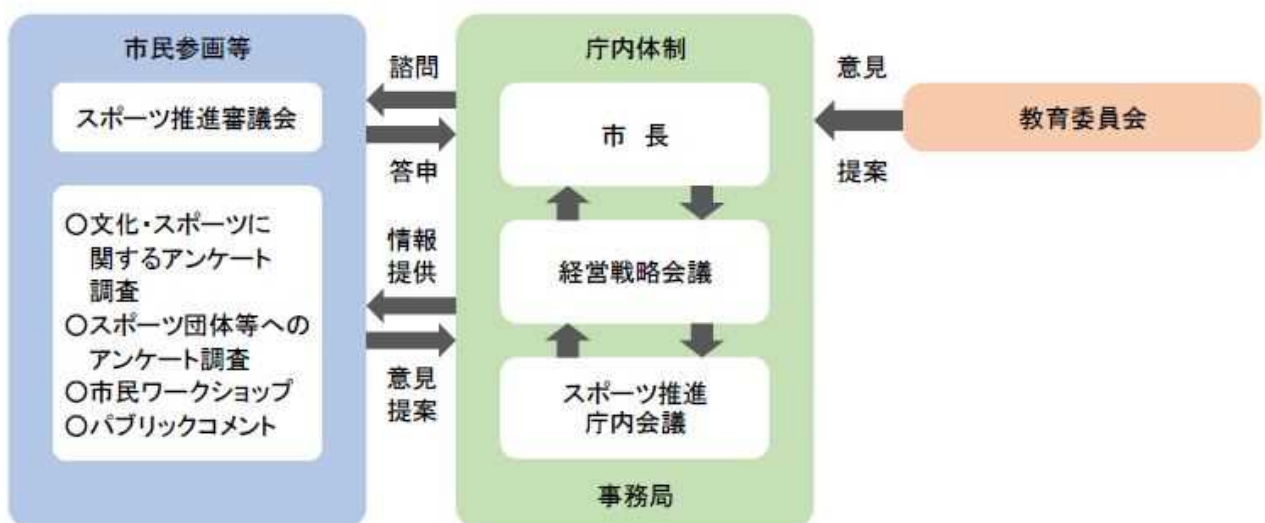 市民参画等
スポーツ推進審議会
○文化・スポーツに
関するアンケート
調査
○スポーツ団体等への
アンケート調査
○市民ワークショップ
○パブリックコメント
諮問
答申
情報
提供
意見
提案
庁内体制
市 長
経営戦略会議
スポーツ推進
庁内会議
事務局
意見
提案
教育委員会